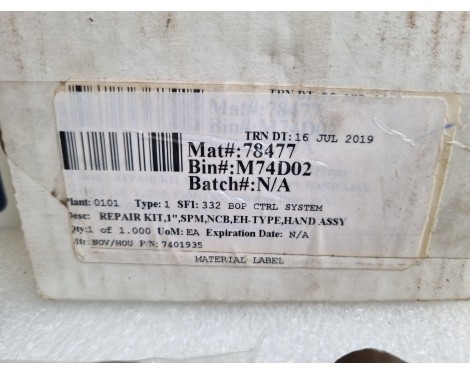 TRN DT: 16 JUL 2019
Mat#:78477
Bin#:M74D02
Batch#:N/A
Plant: 0101 Type: 1 SFI: 332 BOP CTRL SYSTEM
Desc: REPAIR KIT,1",SPM,NCB,EH-TYPE,HAND ASSY
Qty:1 of 1.000 UoM: EA Expiration Date: N/A
Mfr: NOV/HOU P/N: 7401935
MATERIAL LABEL